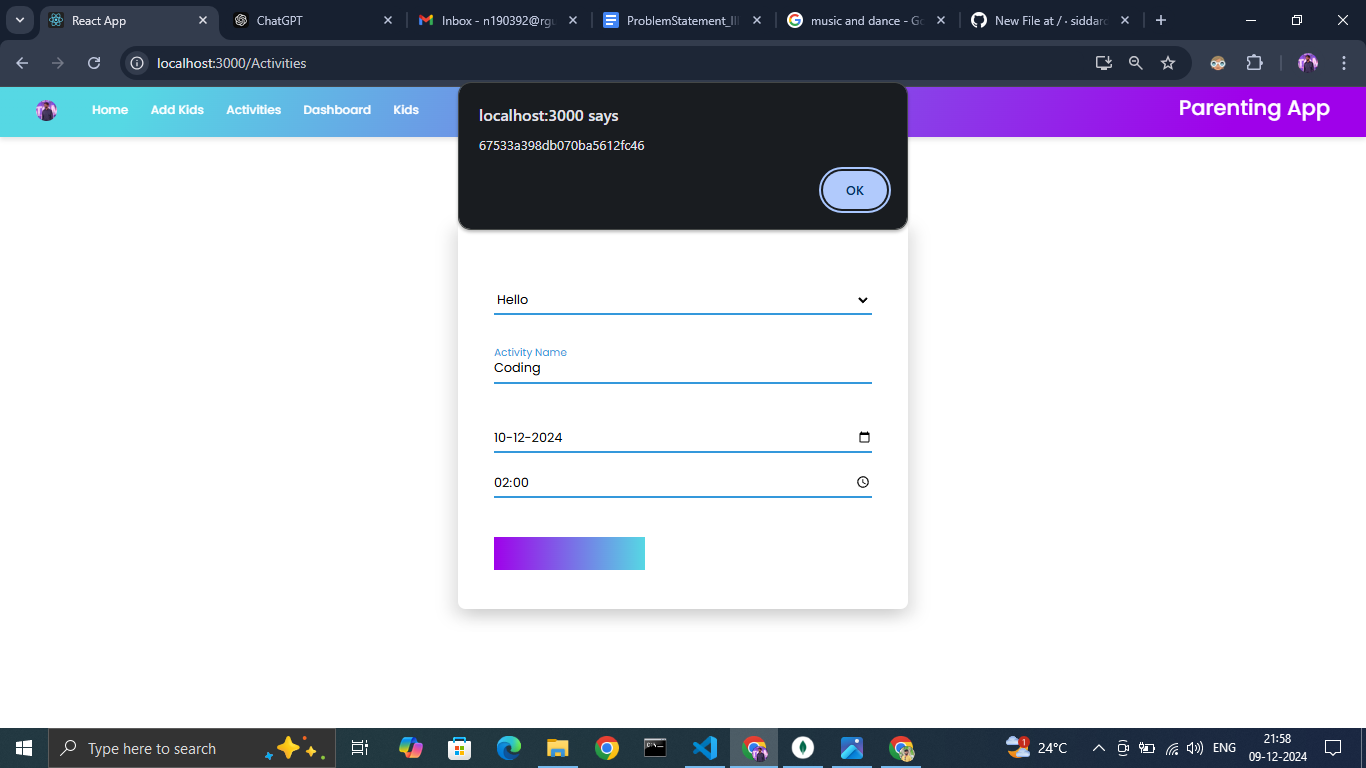 React App
ChatGPT
Inbox - n190392@rgu
ProblemStatement_III
music and dance - Go
New File at / · siddaro
localhost:3000/Activities
Home Add Kids Activities Dashboard Kids
Parenting App
localhost:3000 says
67533a398db070ba5612fc46
OK
Hello
Activity Name
Coding
10-12-2024
02:00
Type here to search
1
24°C
ENG
21:58
09-12-2024